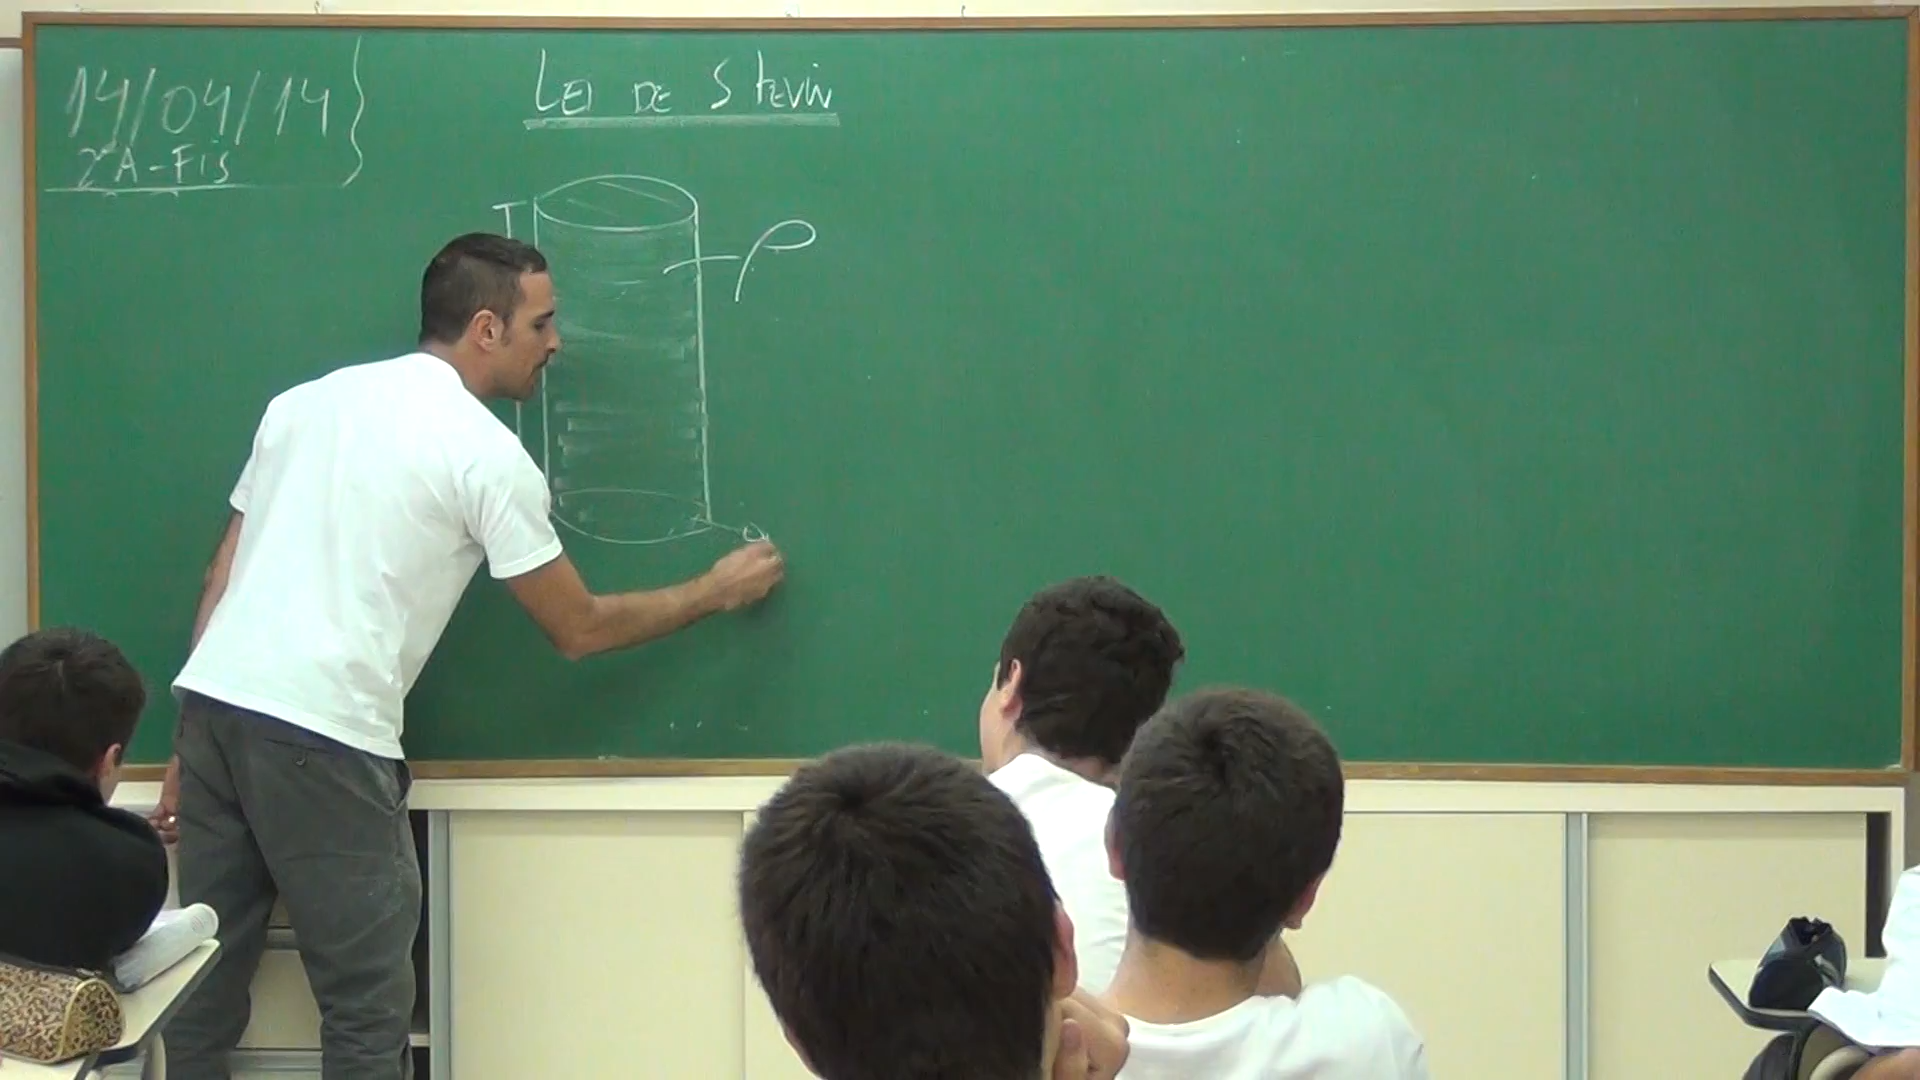 14/04/14
2ªA-Fis
LEI DE STEVIN
ρ